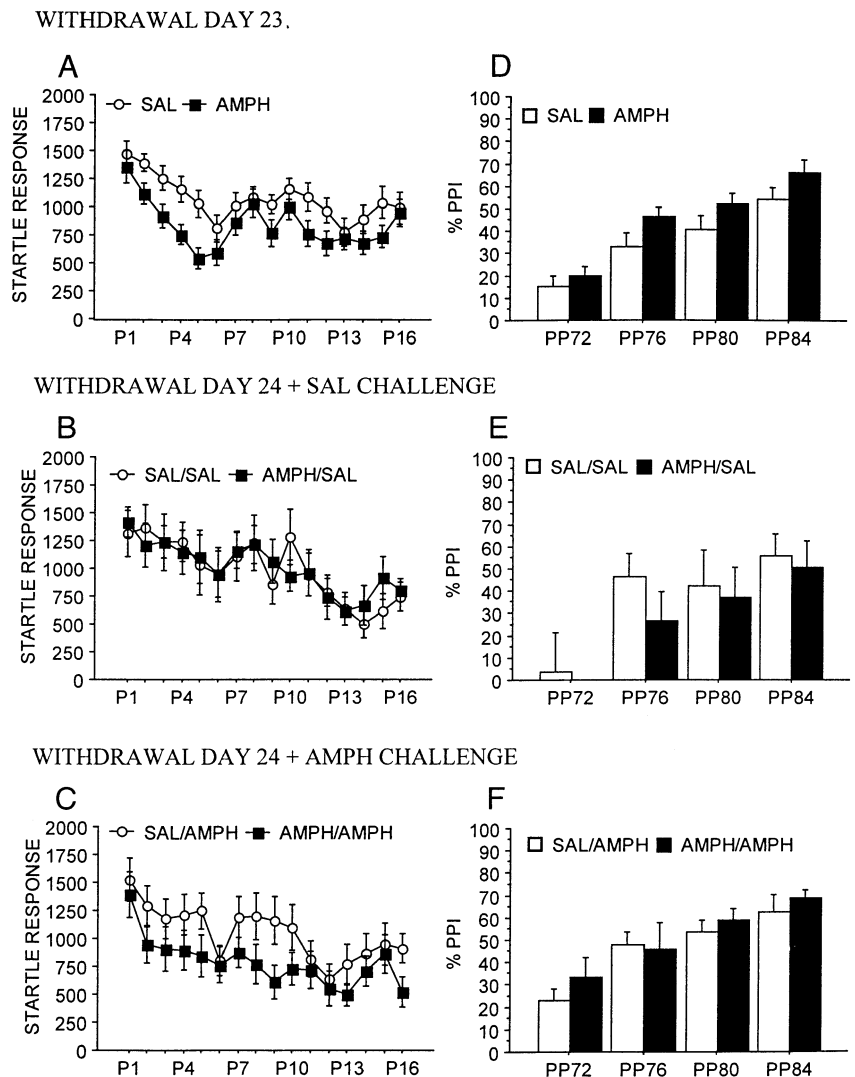 WITHDRAWAL DAY 23.
A
D
SAL AMPH
STARTLE RESPONSE
2000
1750
1500
1250
1000
750
500
250
0
P1 P4 P7 P10 P13 P16
SAL AMPH
% PPI
100
90
80
70
60
50
40
30
20
10
0
PP72 PP76 PP80 PP84
WITHDRAWAL DAY 24 + SAL CHALLENGE
B
E
SAL/SAL AMPH/SAL
STARTLE RESPONSE
2000
1750
1500
1250
1000
750
500
250
0
P1 P4 P7 P10 P13 P16
SAL/SAL AMPH/SAL
% PPI
100
90
80
70
60
50
40
30
20
10
0
PP72 PP76 PP80 PP84
WITHDRAWAL DAY 24 + AMPH CHALLENGE
C
F
SAL/AMPH AMPH/AMPH
STARTLE RESPONSE
2000
1750
1500
1250
1000
750
500
250
0
P1 P4 P7 P10 P13 P16
SAL/AMPH AMPH/AMPH
% PPI
100
90
80
70
60
50
40
30
20
10
0
PP72 PP76 PP80 PP84